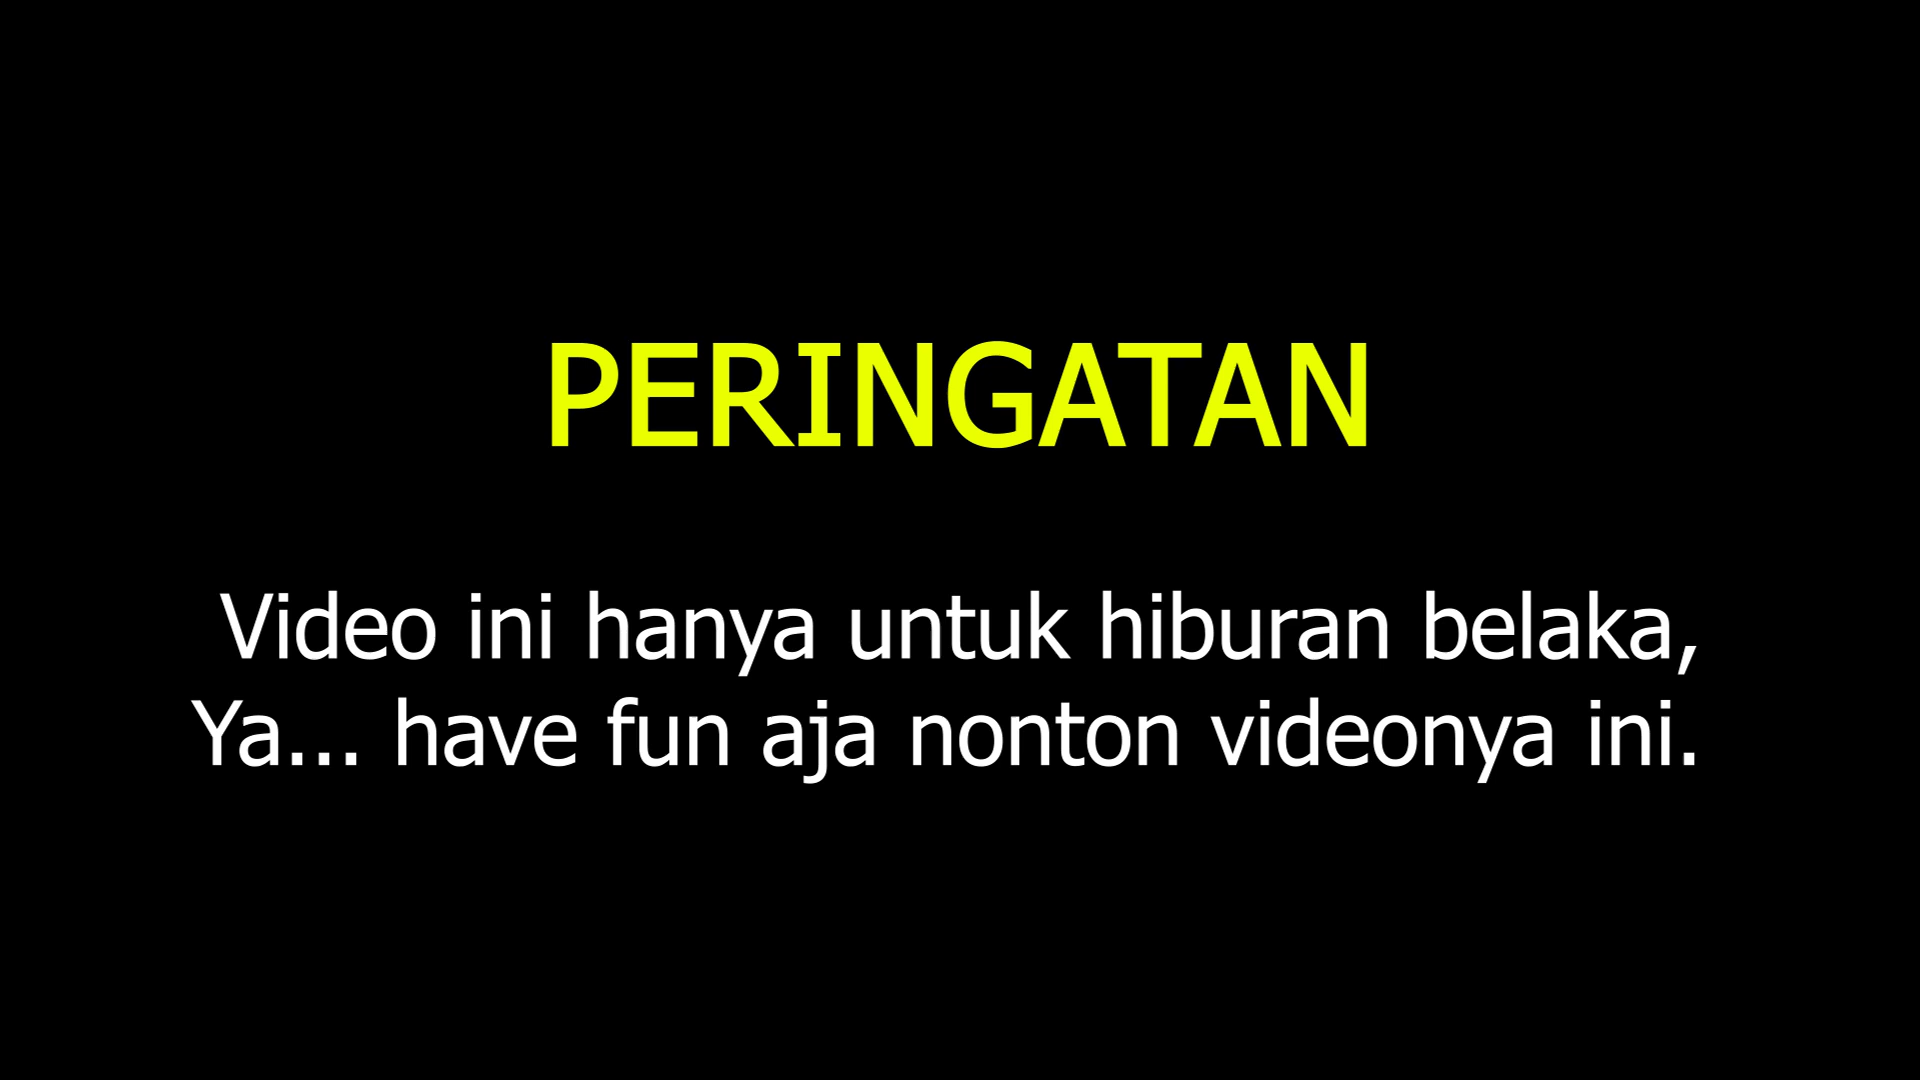 PERINGATAN
Video ini hanya untuk hiburan belaka,
Ya... have fun aja nonton videonya ini.